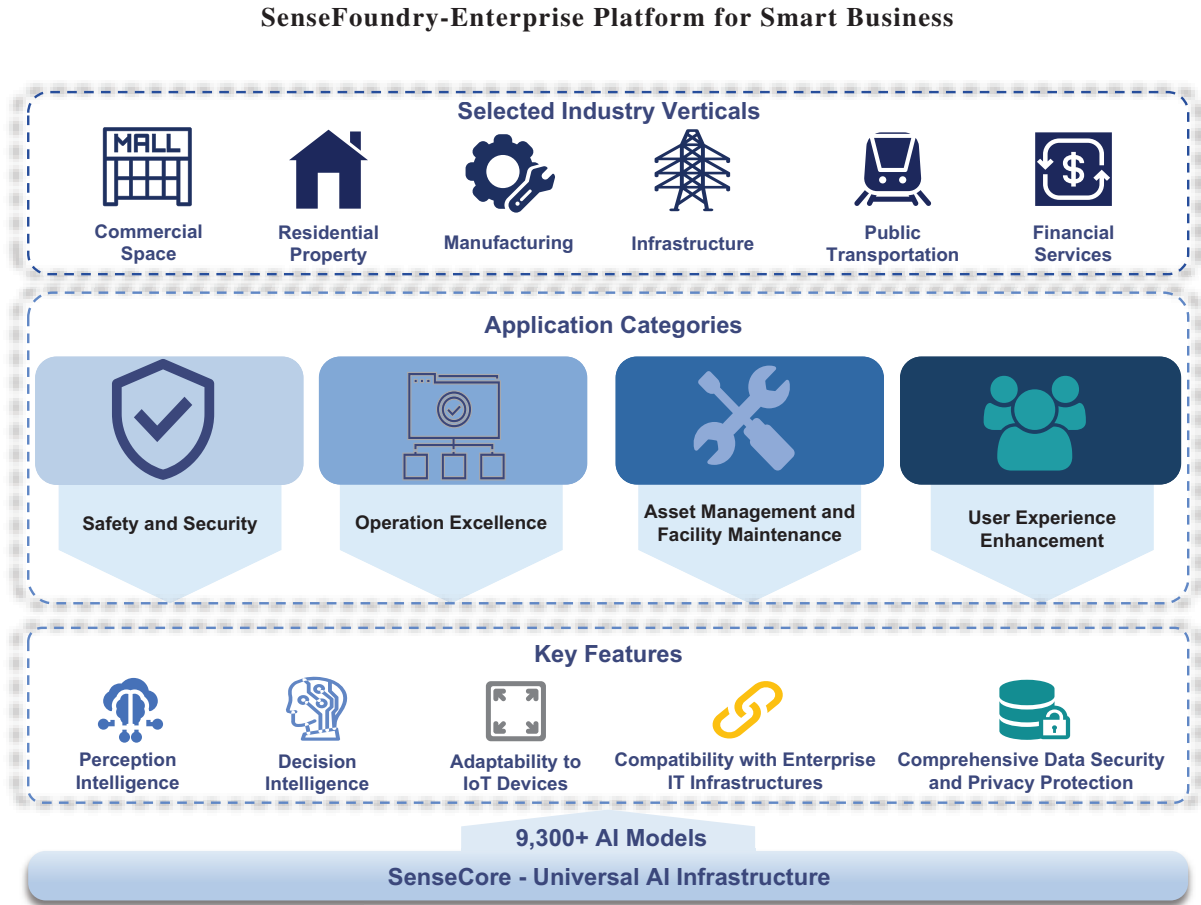 SenseFoundry-Enterprise Platform for Smart Business
Selected Industry Verticals
MALL
Commercial
Space
Residential
Property
Manufacturing
Infrastructure
Public
Transportation
$
Financial
Services
Application Categories
Safety and Security
Operation Excellence
Asset Management and
Facility Maintenance
User Experience
Enhancement
Key Features
Perception
Intelligence
Decision
Intelligence
Adaptability to
IoT Devices
Compatibility with Enterprise
IT Infrastructures
Comprehensive Data Security
and Privacy Protection
9,300+ AI Models
SenseCore - Universal AI Infrastructure